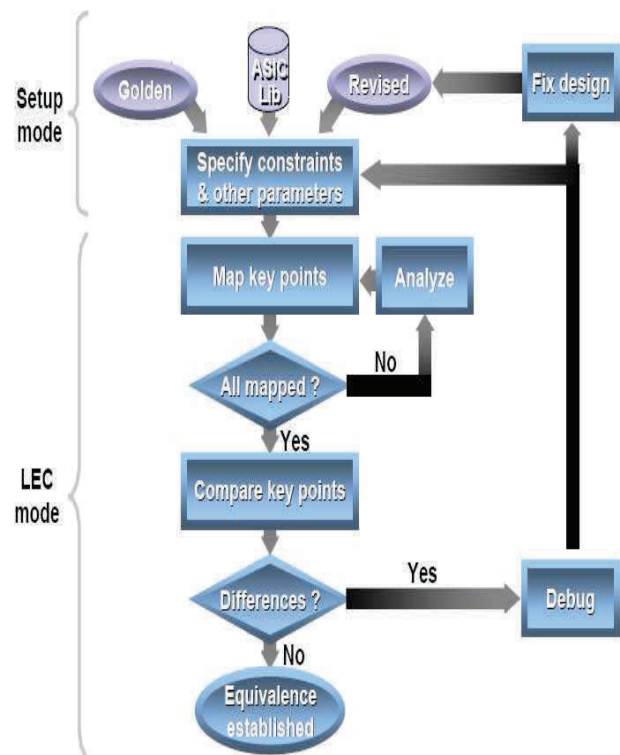 Setup
mode
Golden
ASIC
Lib
Revised
Fix design
Specify constraints
& other parameters
Map key points
Analyze
No
All mapped ?
Yes
Compare key points
LEC
mode
Differences ?
Yes
Debug
No
Equivalence
established